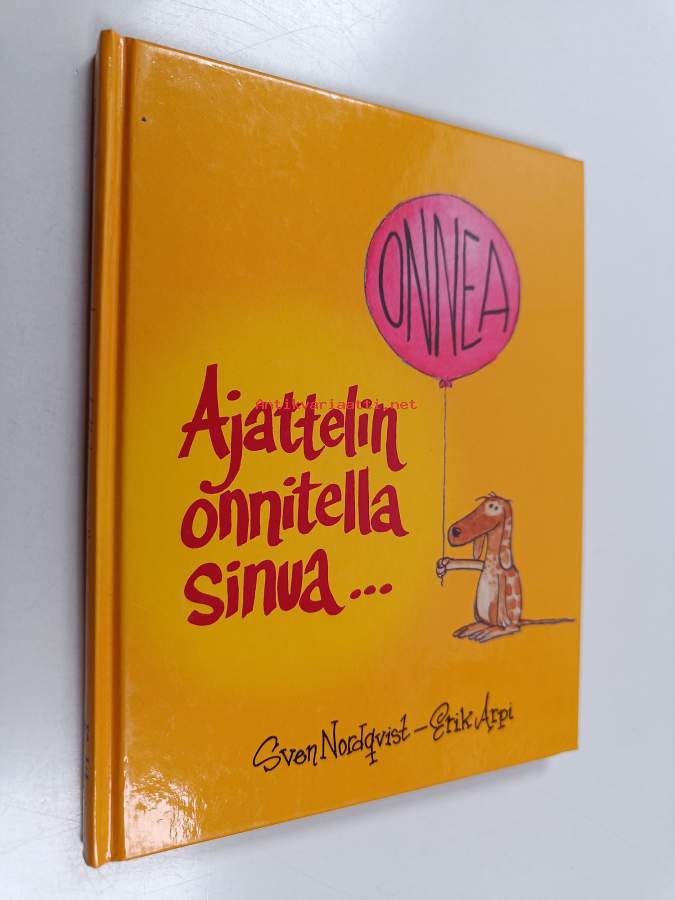 ONNEA
Ajattelin
antikvariaatti.net
onnitella
sinua...
Sven Nordqvist – Erik Arpi